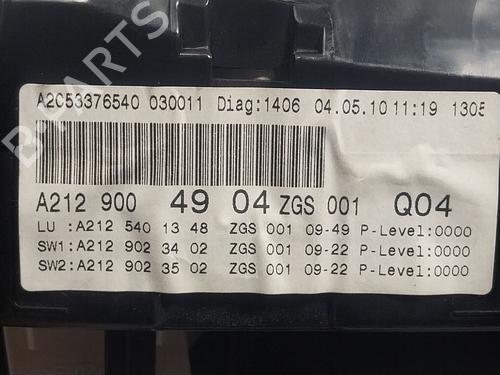 B-PARTS
A2C53376540 030011 Diag:1406 04.05.10 11:19 1305
A212 900 49 04 ZGS 001 Q04
LU :A212 540 13 48 ZGS 001 09-49 P-Level:0000
SW1:A212 902 34 02 ZGS 001 09-22 P-Level:0000
SW2:A212 902 35 02 ZGS 001 09-22 P-Level:0000